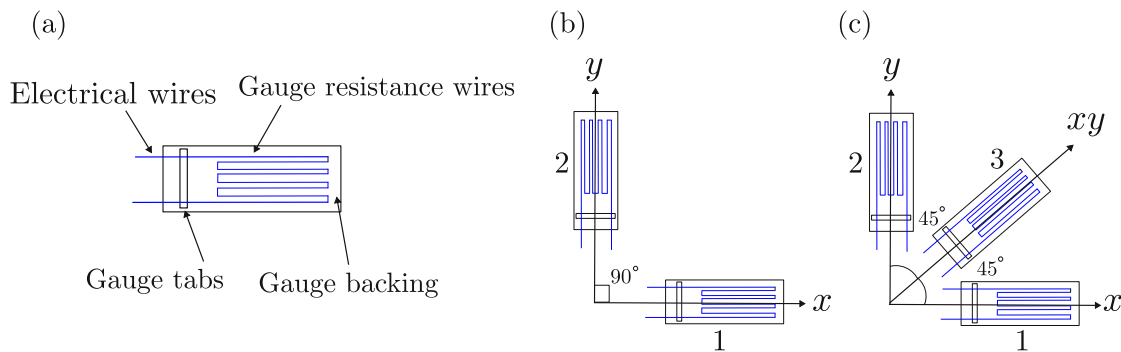 (a)
Electrical wires
Gauge resistance wires
Gauge tabs
Gauge backing
(b)
y
2
90°
x
1
(c)
y
xy
2
3
45°
45°
x
1